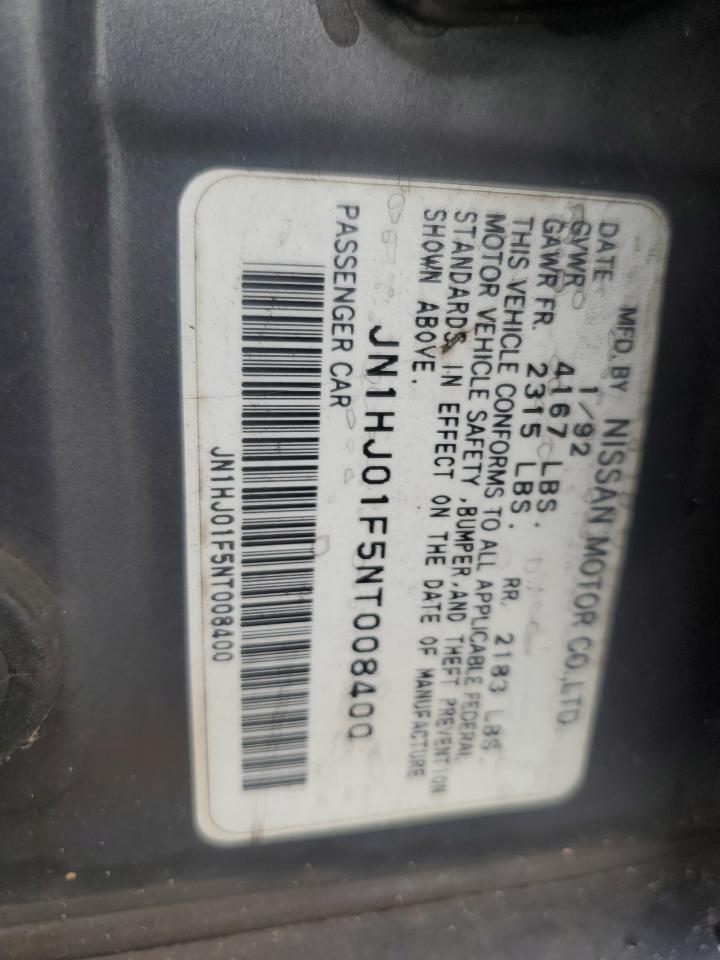 MFD. BY NISSAN MOTOR CO.,LTD.
DATE 1/92
GVWR 4167 LBS.
GAWR FR. 2315 LBS. RR. 2183 LBS.
THIS VEHICLE CONFORMS TO ALL APPLICABLE FEDERAL
MOTOR VEHICLE SAFETY, BUMPER, AND THEFT PREVENTION
STANDARDS IN EFFECT ON THE DATE OF MANUFACTURE
SHOWN ABOVE.
JN1HJ01F5NT008400
PASSENGER CAR
JN1HJ01F5NT008400